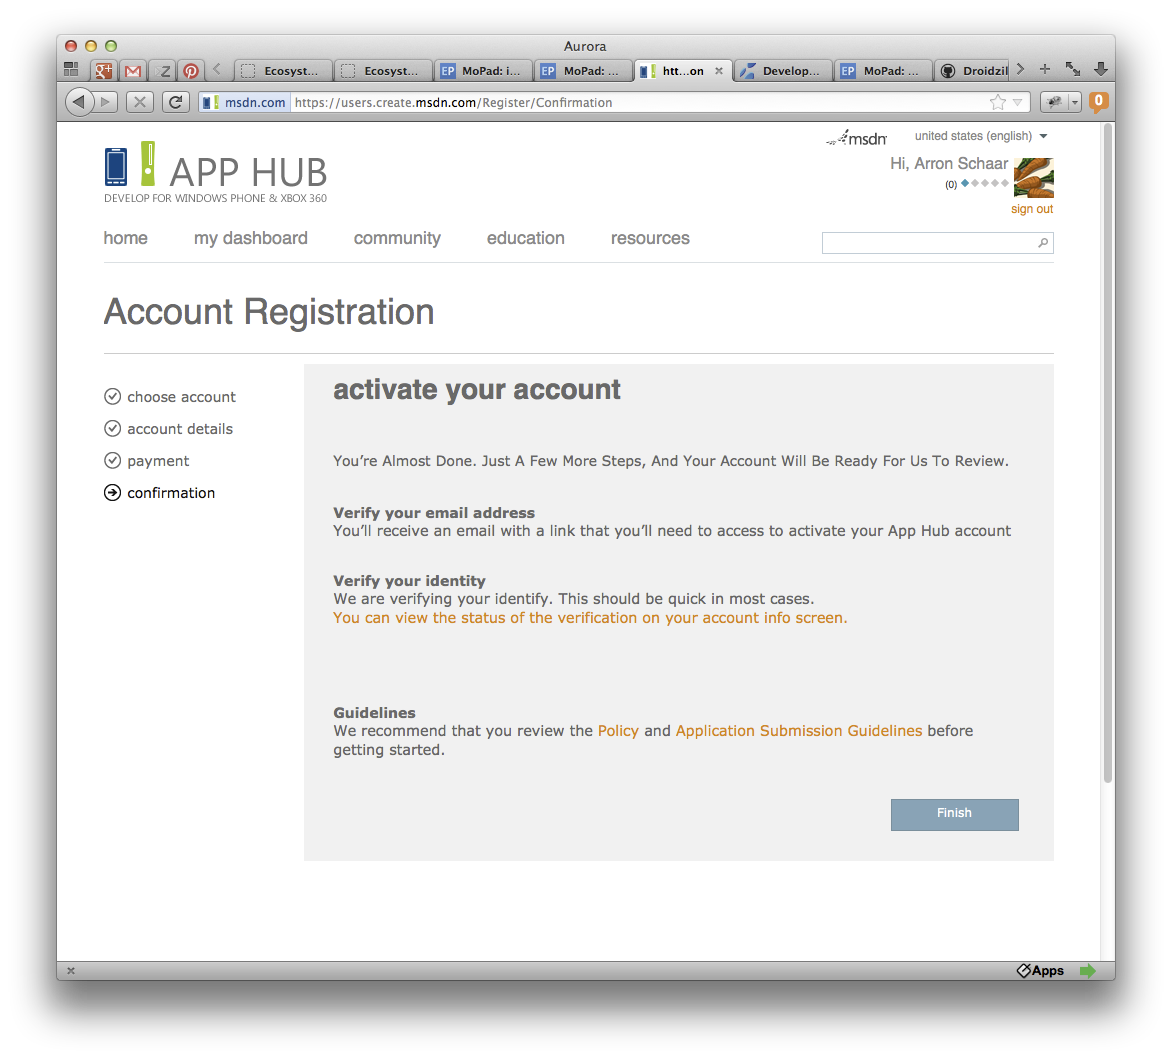 Aurora
Ecosyst...
Ecosyst...
EP MoPad: i...
EP MoPad: ...
htt...on
Develop...
EP MoPad: ...
Droidzil
msdn.com https://users.create.msdn.com/Register/Confirmation
0
msdn
united states (english)
APP HUB
DEVELOP FOR WINDOWS PHONE & XBOX 360
Hi, Arron Schaar
(0)
sign out
home my dashboard community education resources
Account Registration
choose account
account details
payment
confirmation
activate your account
You're Almost Done. Just A Few More Steps, And Your Account Will Be Ready For Us To Review.
Verify your email address
You'll receive an email with a link that you'll need to access to activate your App Hub account
Verify your identity
We are verifying your identify. This should be quick in most cases.
You can view the status of the verification on your account info screen.
Guidelines
We recommend that you review the Policy and Application Submission Guidelines before
getting started.
Finish
Apps